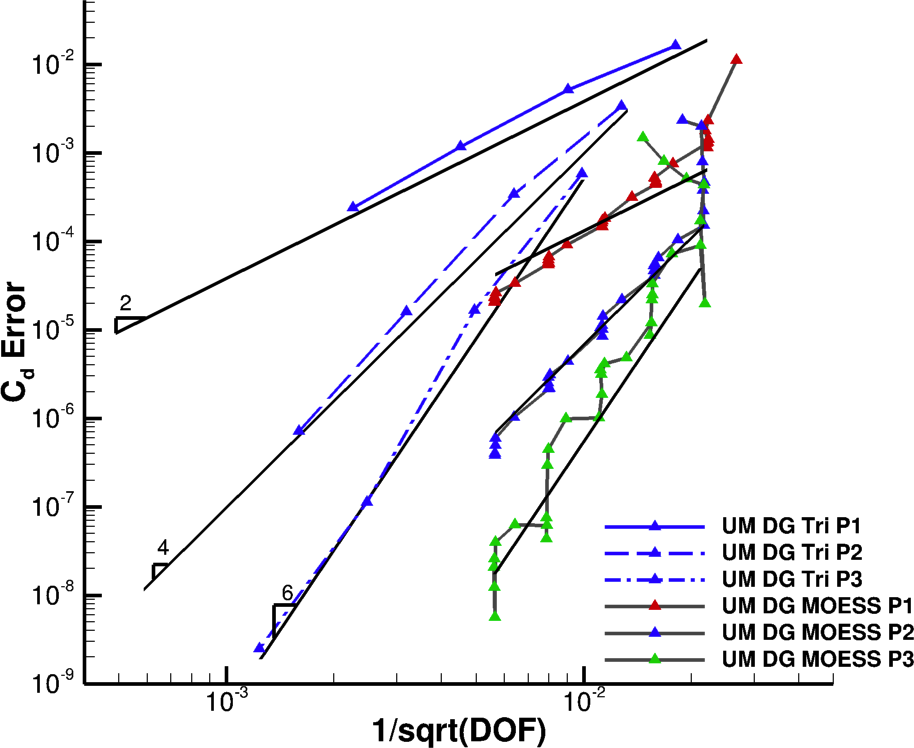 10⁻²
10⁻³
10⁻⁴
10⁻⁵
10⁻⁶
10⁻⁷
10⁻⁸
10⁻⁹
C_d Error
2
4
6
UM DG Tri P1
UM DG Tri P2
UM DG Tri P3
UM DG MOESS P1
UM DG MOESS P2
UM DG MOESS P3
10⁻³ 10⁻²
1/sqrt(DOF)